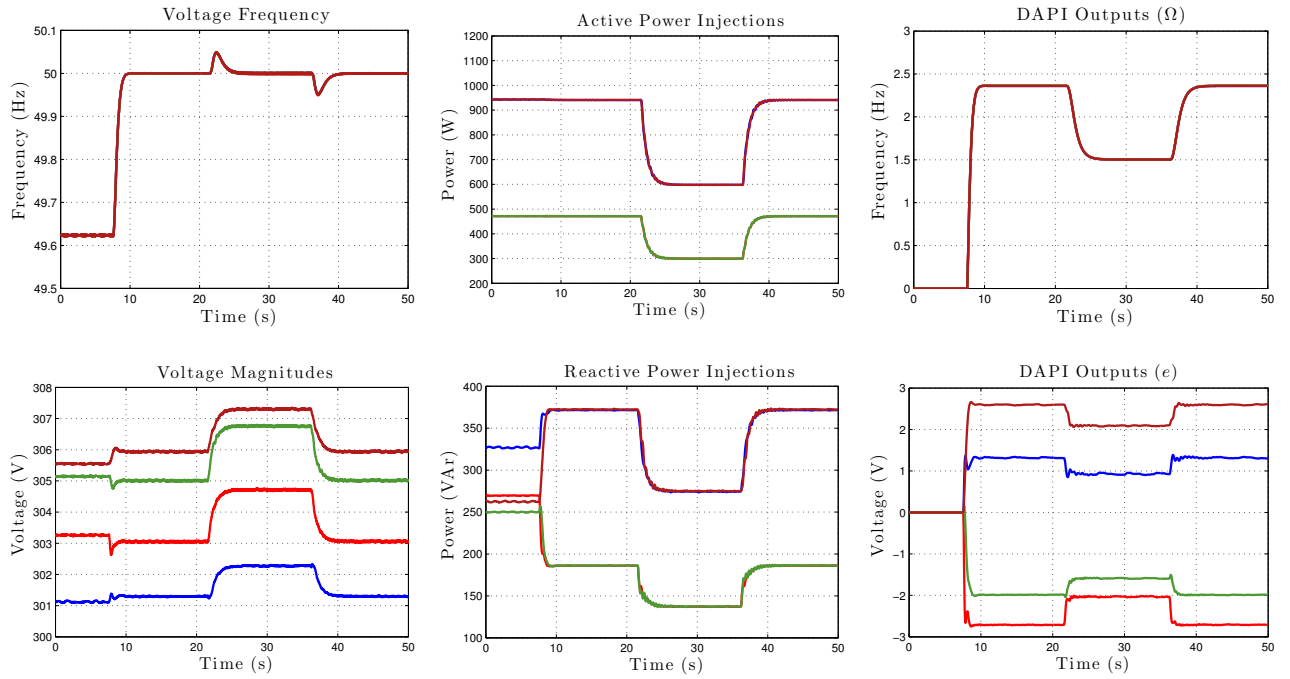 Voltage Frequency
50.1
50
49.9
49.8
49.7
49.6
49.5
Frequency (Hz)
0 10 20 30 40 50
Time (s)
Active Power Injections
1200
1100
1000
900
800
700
600
500
400
300
200
Power (W)
0 10 20 30 40 50
Time (s)
DAPI Outputs (Ω)
3
2.5
2
1.5
1
0.5
0
Frequency (Hz)
0 10 20 30 40 50
Time (s)
Voltage Magnitudes
308
307
306
305
304
303
302
301
300
Voltage (V)
0 10 20 30 40 50
Time (s)
Reactive Power Injections
400
350
300
250
200
150
100
Power (VAr)
0 10 20 30 40 50
Time (s)
DAPI Outputs (e)
3
2
1
0
−1
−2
−3
Voltage (V)
0 10 20 30 40 50
Time (s)